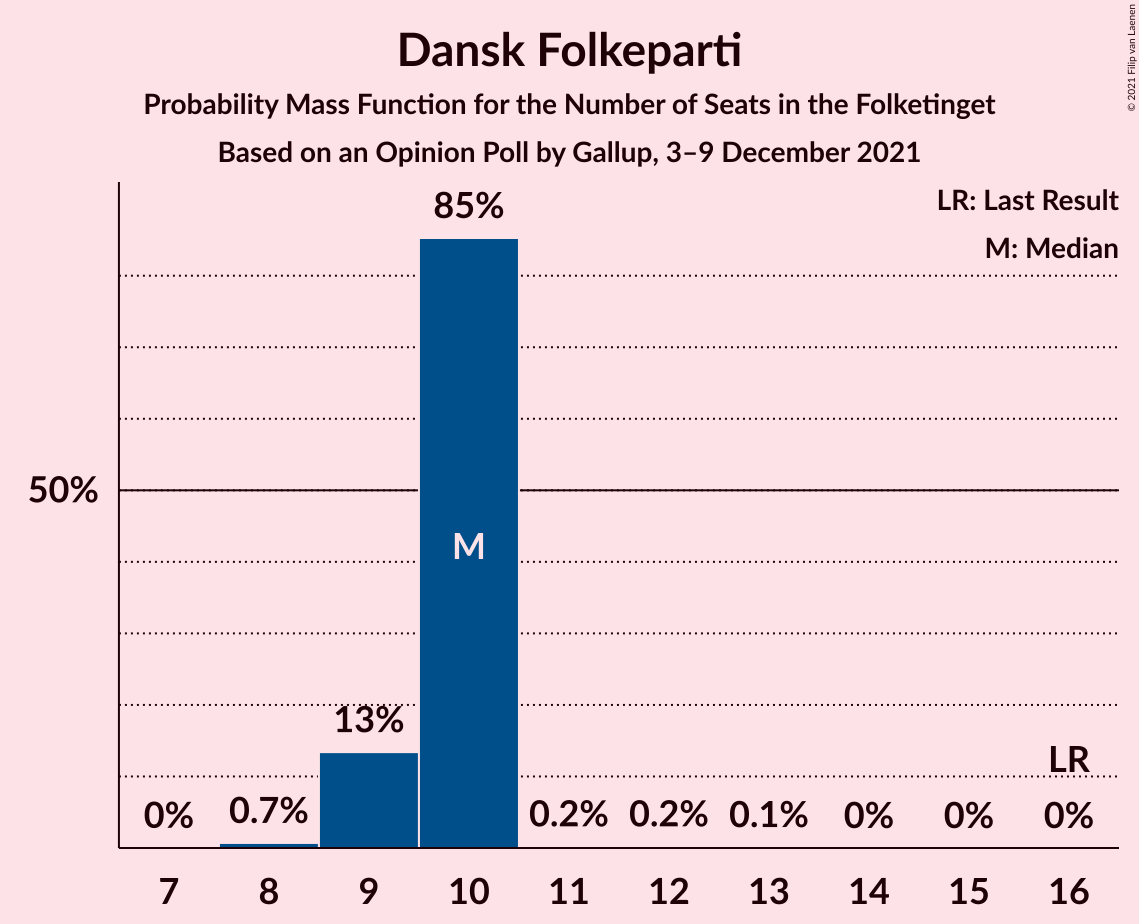 Dansk Folkeparti
Probability Mass Function for the Number of Seats in the Folketinget
Based on an Opinion Poll by Gallup, 3–9 December 2021
© 2021 Filip van Laenen
LR: Last Result
M: Median
85%
50%
M
13%
LR
0%
0.7%
0.2%
0.2%
0.1%
0%
0%
0%
7 8 9 10 11 12 13 14 15 16